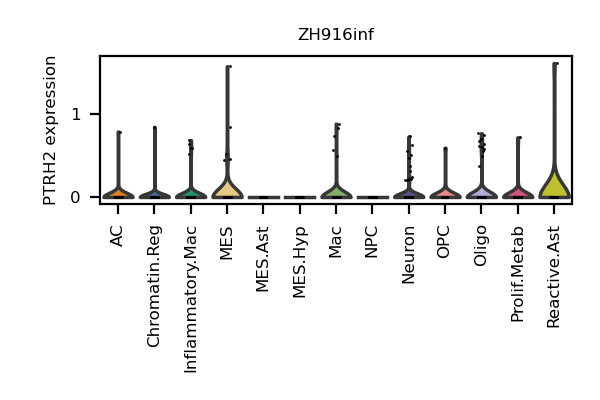 ZH916inf
PTRH2 expression
1
0
AC
Chromatin.Reg
Inflammatory.Mac
MES
MES.Ast
MES.Hyp
Mac
NPC
Neuron
OPC
Oligo
Prolif.Metab
Reactive.Ast